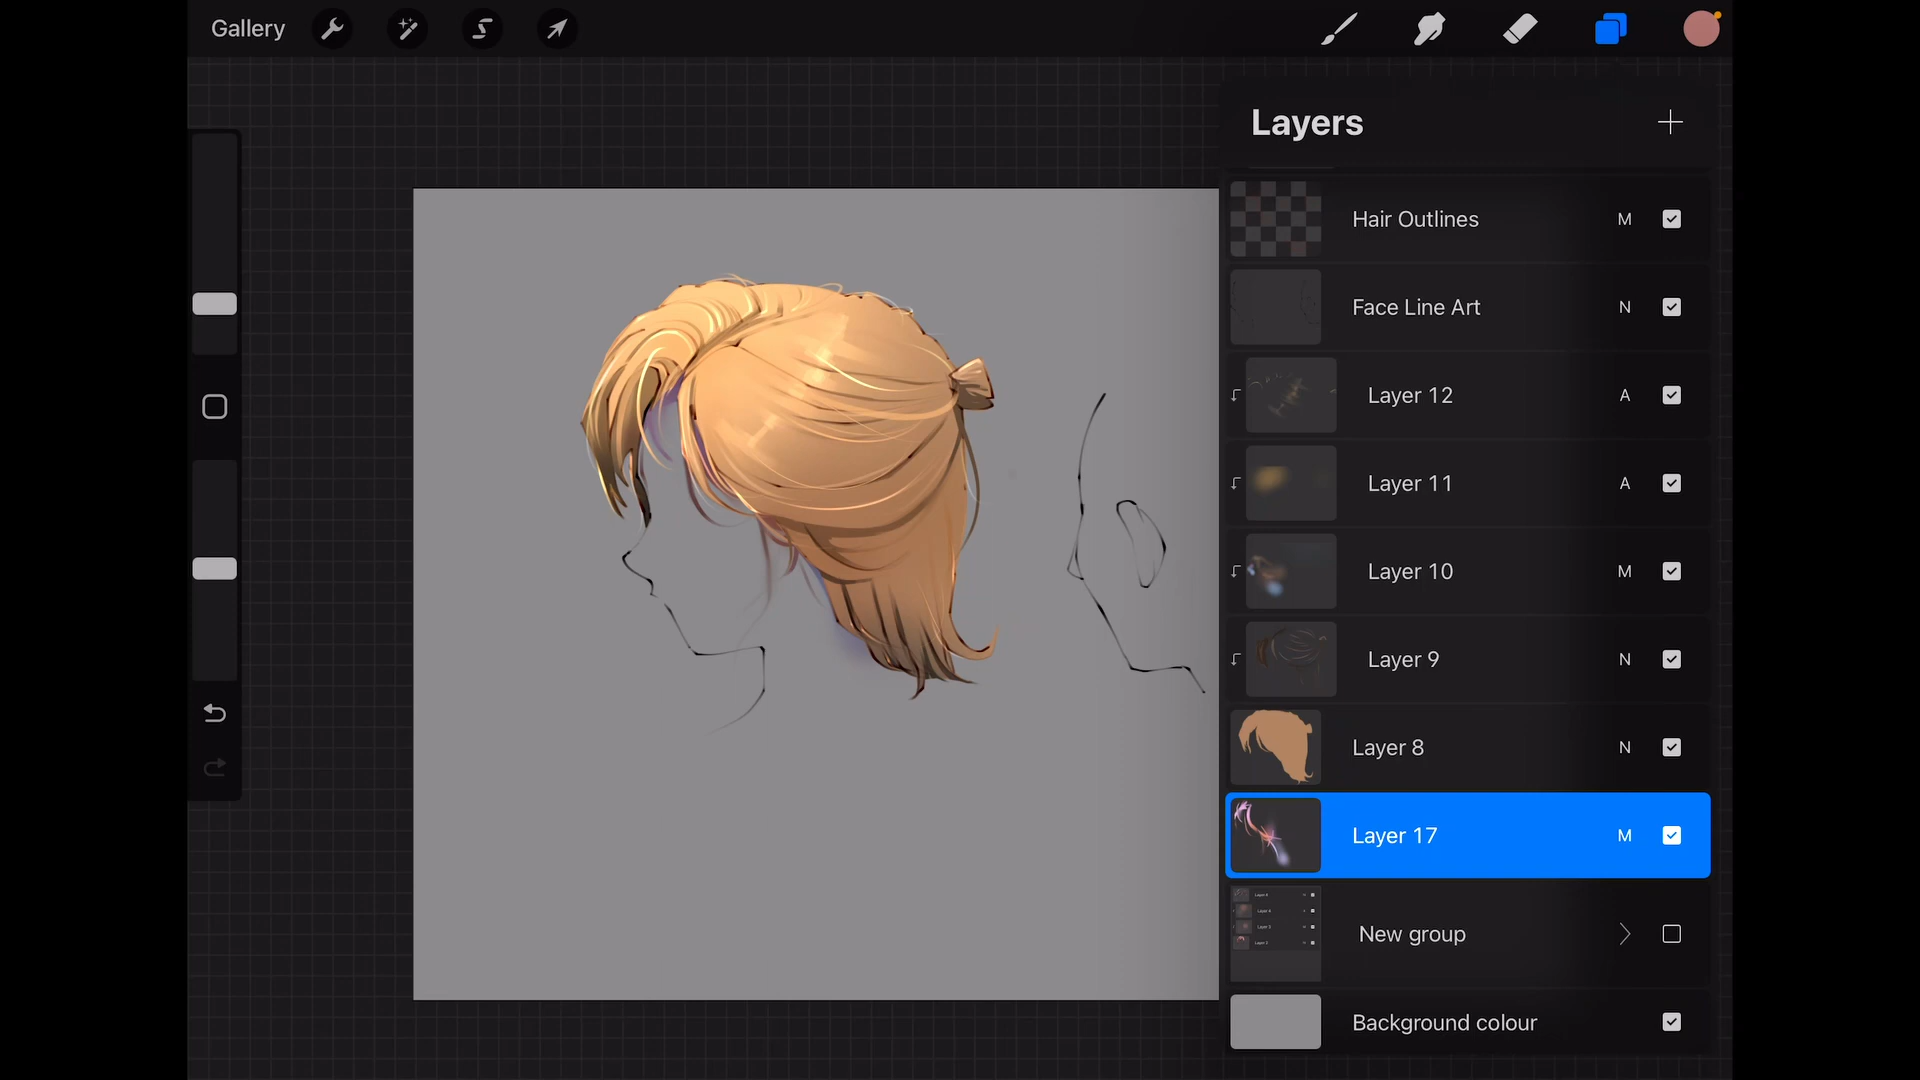 Gallery
Layers
Hair Outlines M
Face Line Art N
Layer 12 A
Layer 11 A
Layer 10 M
Layer 9 N
Layer 8 N
Layer 17 M
New group
Background colour